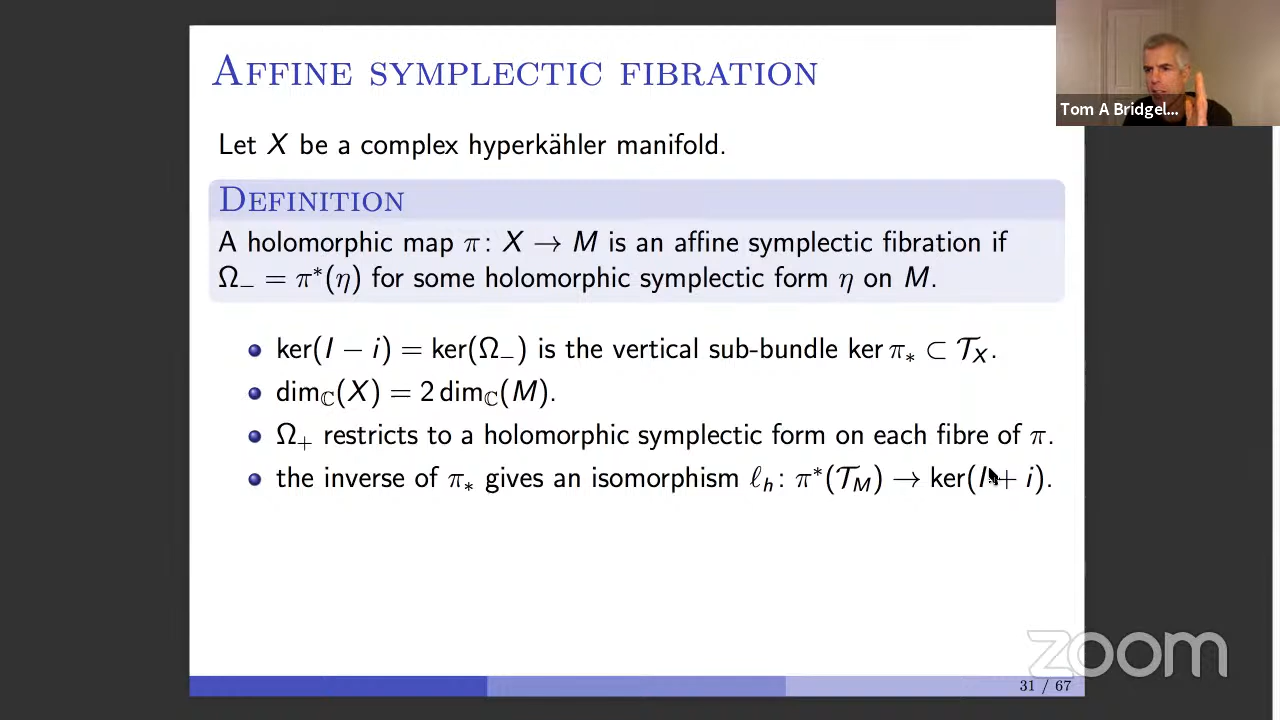 AFFINE SYMPLECTIC FIBRATION
Tom A Bridgel...
Let X be a complex hyperkähler manifold.
DEFINITION
A holomorphic map π: X → M is an affine symplectic fibration if
Ω₋ = π*(η) for some holomorphic symplectic form η on M.
ker(I − i) = ker(Ω₋) is the vertical sub-bundle ker π_* ⊂ 𝒯_X.
dim_ℂ(X) = 2 dim_ℂ(M).
Ω₊ restricts to a holomorphic symplectic form on each fibre of π.
the inverse of π_* gives an isomorphism ℓ_h: π*(𝒯_M) → ker(I + i).
zoom
31 / 67